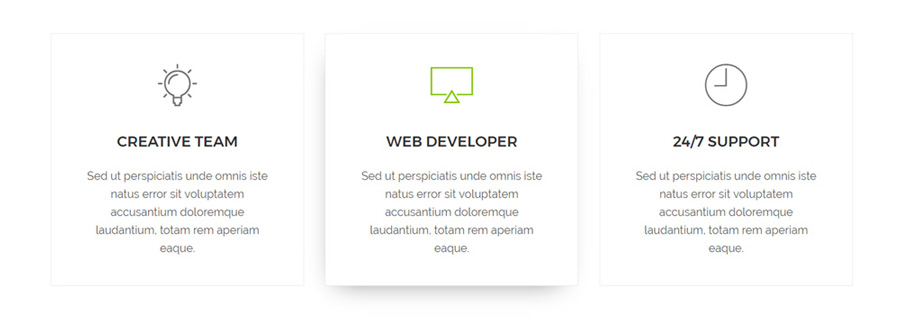 CREATIVE TEAM
Sed ut perspiciatis unde omnis iste
natus error sit voluptatem
accusantium doloremque
laudantium, totam rem aperiam
eaque.
WEB DEVELOPER
Sed ut perspiciatis unde omnis iste
natus error sit voluptatem
accusantium doloremque
laudantium, totam rem aperiam
eaque.
24/7 SUPPORT
Sed ut perspiciatis unde omnis iste
natus error sit voluptatem
accusantium doloremque
laudantium, totam rem aperiam
eaque.